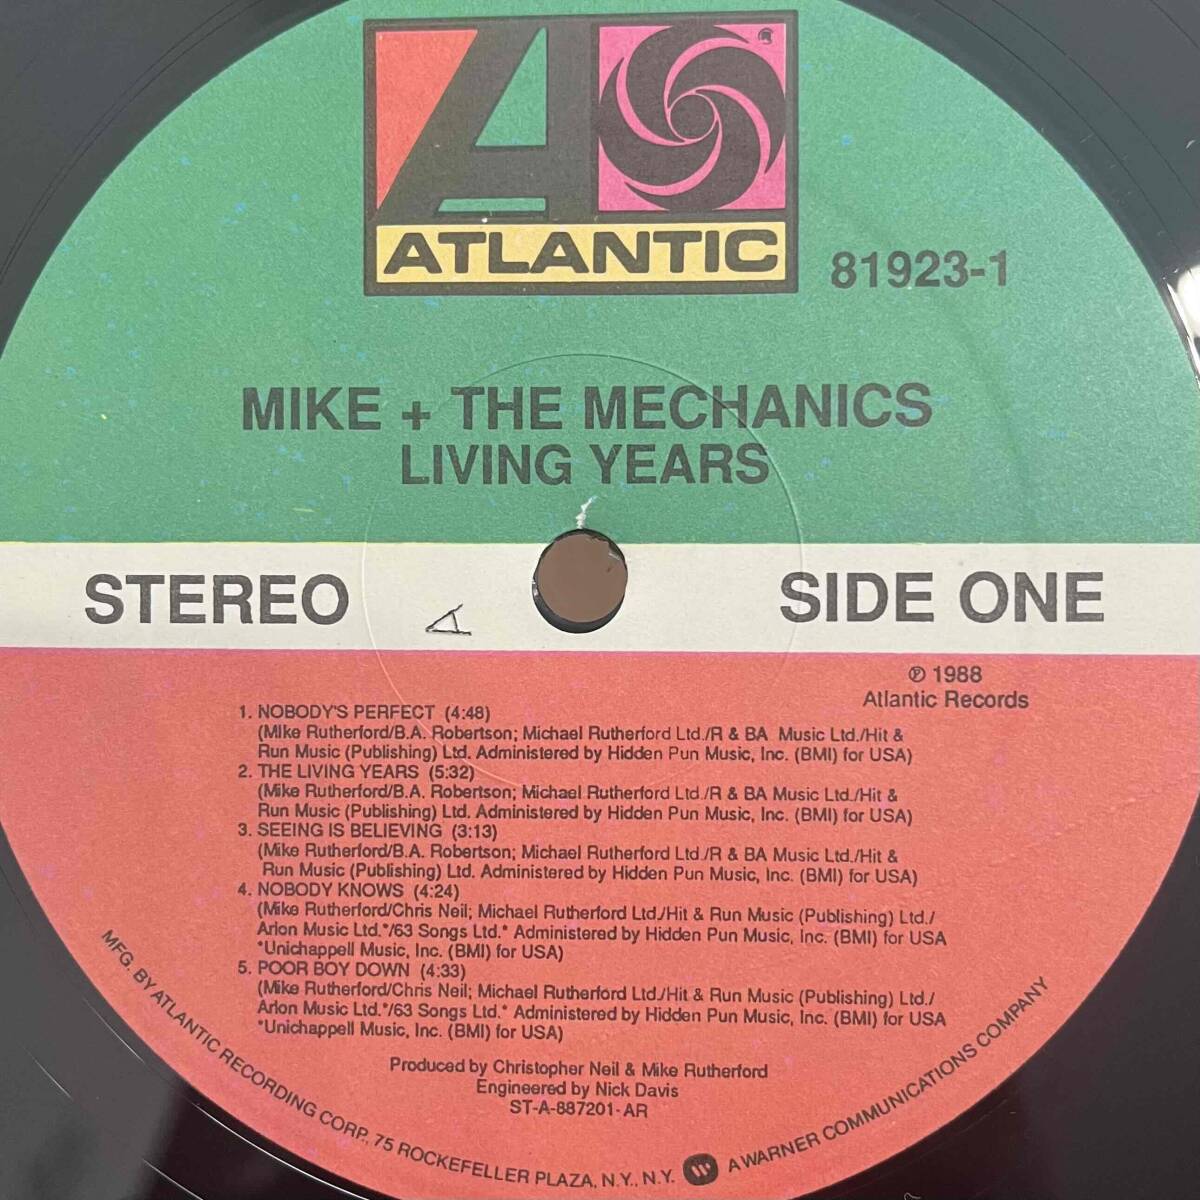 ATLANTIC
81923-1
MIKE + THE MECHANICS
LIVING YEARS
STEREO
SIDE ONE
℗ 1988
Atlantic Records
1. NOBODY'S PERFECT (4:48)
(Mike Rutherford/B.A. Robertson; Michael Rutherford Ltd./R & BA Music Ltd./Hit &
Run Music (Publishing) Ltd. Administered by Hidden Pun Music, Inc. (BMI) for USA)
2. THE LIVING YEARS (5:32)
(Mike Rutherford/B.A. Robertson; Michael Rutherford Ltd./R & BA Music Ltd./Hit &
Run Music (Publishing) Ltd. Administered by Hidden Pun Music, Inc. (BMI) for USA)
3. SEEING IS BELIEVING (3:13)
(Mike Rutherford/B.A. Robertson; Michael Rutherford Ltd./R & BA Music Ltd./Hit &
Run Music (Publishing) Ltd. Administered by Hidden Pun Music, Inc. (BMI) for USA)
4. NOBODY KNOWS (4:24)
(Mike Rutherford/Chris Neil; Michael Rutherford Ltd./Hit & Run Music (Publishing) Ltd./
Arlon Music Ltd.*/63 Songs Ltd.* Administered by Hidden Pun Music, Inc. (BMI) for USA
*Unichappell Music, Inc. (BMI) for USA)
5. POOR BOY DOWN (4:33)
(Mike Rutherford/Chris Neil; Michael Rutherford Ltd./Hit & Run Music (Publishing) Ltd./
Arlon Music Ltd.*/63 Songs Ltd.* Administered by Hidden Pun Music, Inc. (BMI) for USA
*Unichappell Music, Inc. (BMI) for USA)
Produced by Christopher Neil & Mike Rutherford
Engineered by Nick Davis
ST-A-887201-AR
MFG. BY ATLANTIC RECORDING CORP., 75 ROCKEFELLER PLAZA, N.Y., N.Y. A WARNER COMMUNICATIONS COMPANY